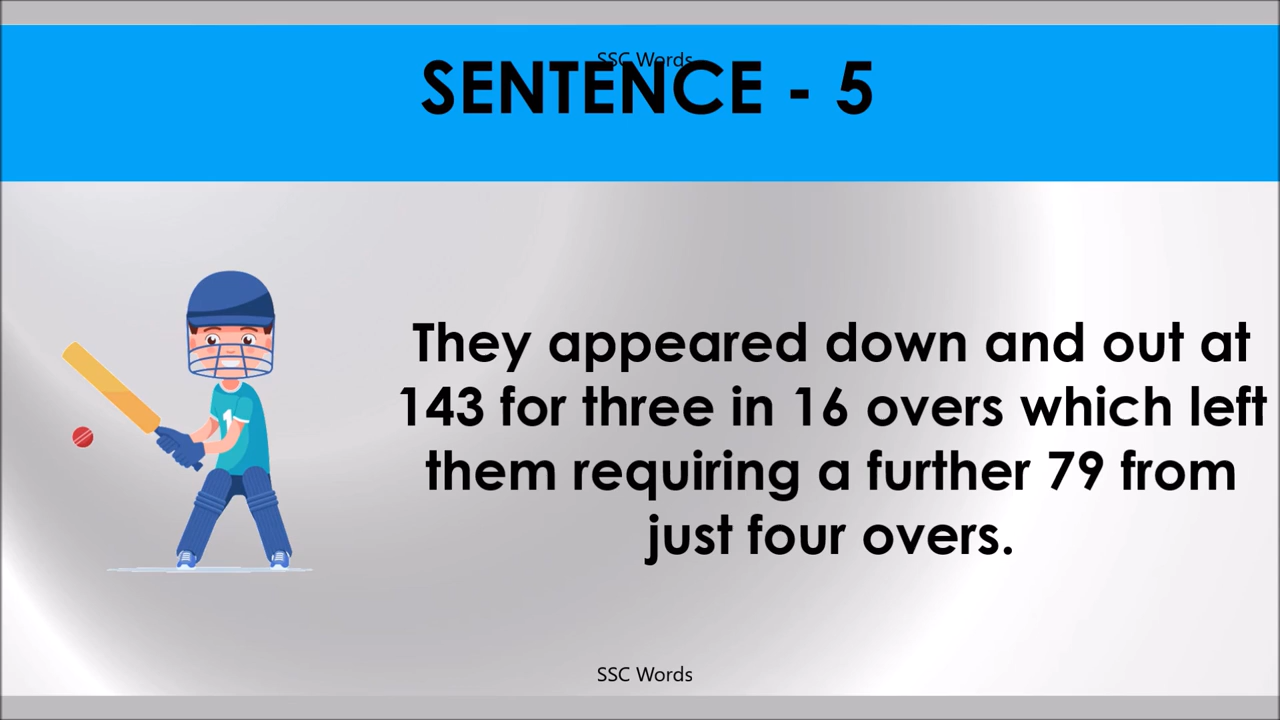 SSC Words
SENTENCE - 5
They appeared down and out at
143 for three in 16 overs which left
them requiring a further 79 from
just four overs.
SSC Words